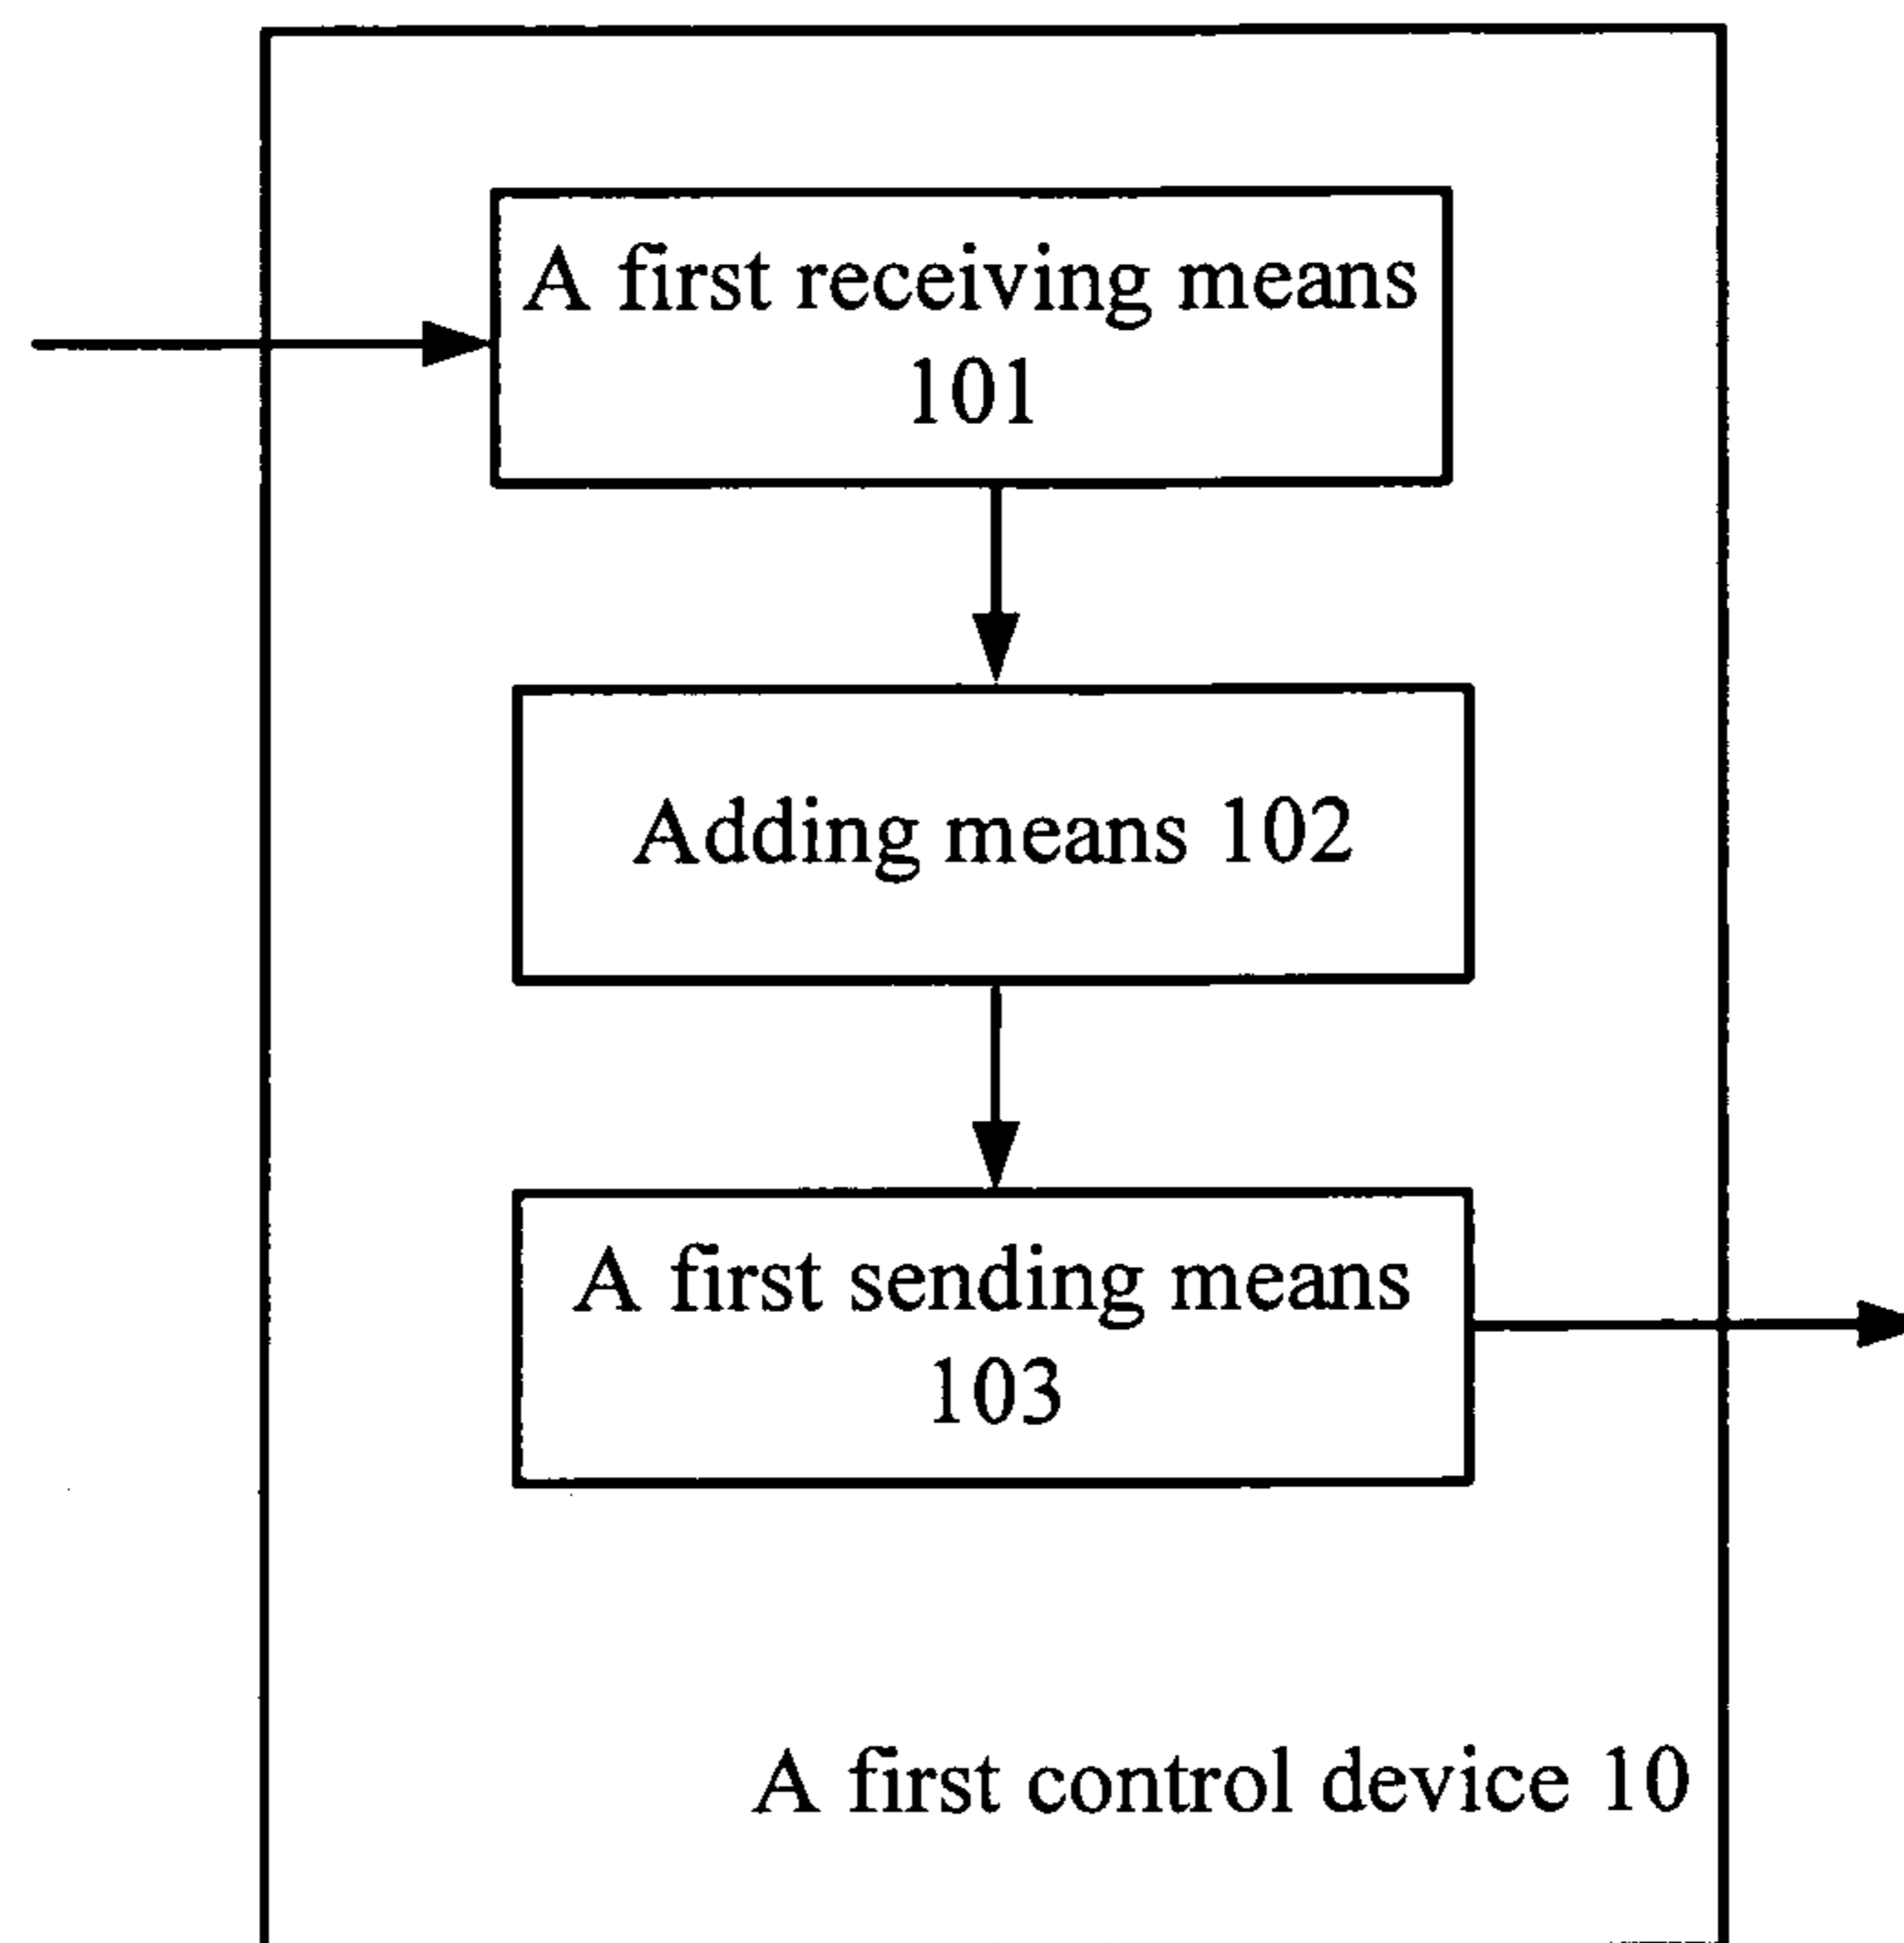 A first receiving means
101
Adding means 102
A first sending means
103
A first control device 10